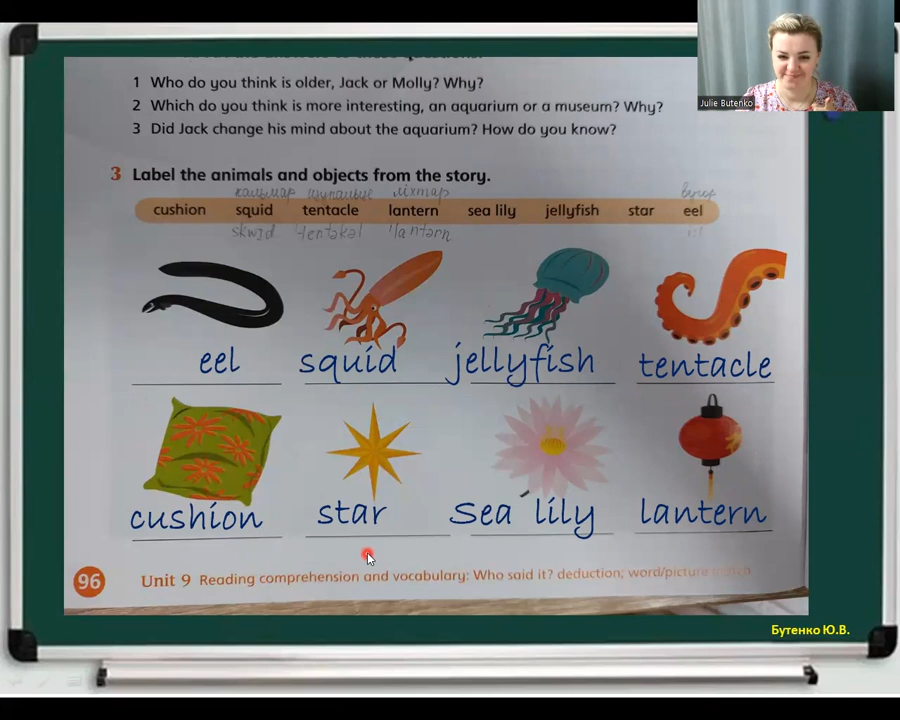 Julie Butenko
1 Who do you think is older, Jack or Molly? Why?
2 Which do you think is more interesting, an aquarium or a museum? Why?
3 Did Jack change his mind about the aquarium? How do you know?
3 Label the animals and objects from the story.
кальмар щупальце ліхтар вугор
cushion squid tentacle lantern sea lily jellyfish star eel
eel squid jellyfish tentacle
cushion star Sea lily lantern
96 Unit 9 Reading comprehension and vocabulary: Who said it? deduction; word/picture
Бутенко Ю.В.